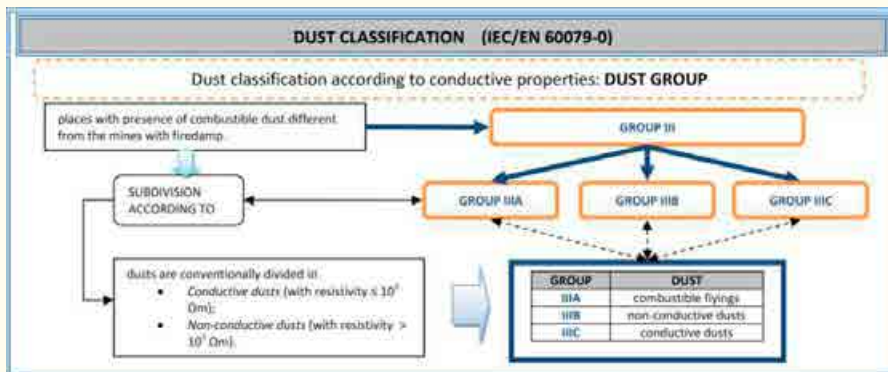 DUST CLASSIFICATION (IEC/EN 60079-0)
Dust classification according to conductive properties: DUST GROUP
places with presence of combustible dust different
from the mines with firedamp.
GROUP III
SUBDIVISION
ACCORDING TO
GROUP IIIA
GROUP IIIB
GROUP IIIC
dusts are conventionally divided in
• Conductive dusts (with resistivity ≤ 10³
Ωm);
• Non-conductive dusts (with resistivity >
10³ Ωm).
GROUP DUST
IIIA combustible flyings
IIIB non-conductive dusts
IIIC conductive dusts